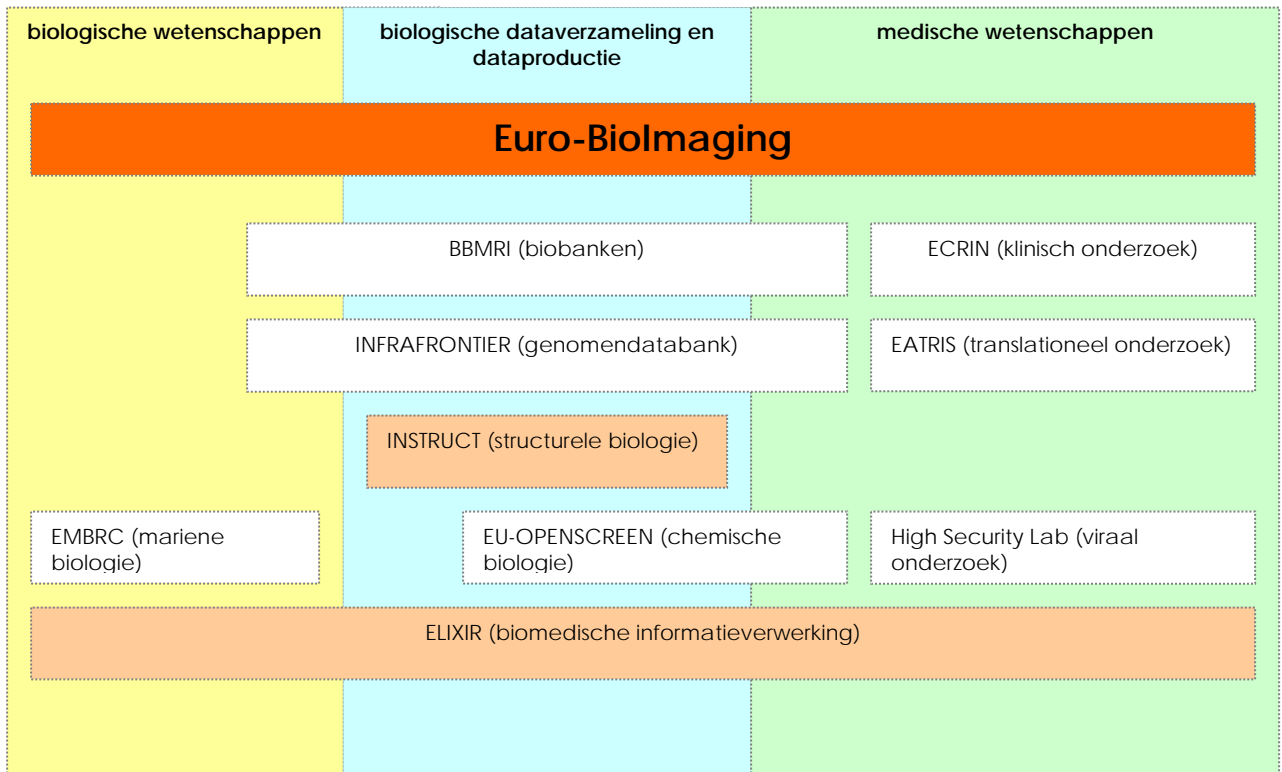 biologische wetenschappen
biologische dataverzameling en
dataproductie
medische wetenschappen
Euro-BioImaging
BBMRI (biobanken)
ECRIN (klinisch onderzoek)
INFRAFRONTIER (genomendatabank)
EATRIS (translationeel onderzoek)
INSTRUCT (structurele biologie)
EMBRC (mariene
biologie)
EU-OPENSCREEN (chemische
biologie)
High Security Lab (viraal
onderzoek)
ELIXIR (biomedische informatieverwerking)